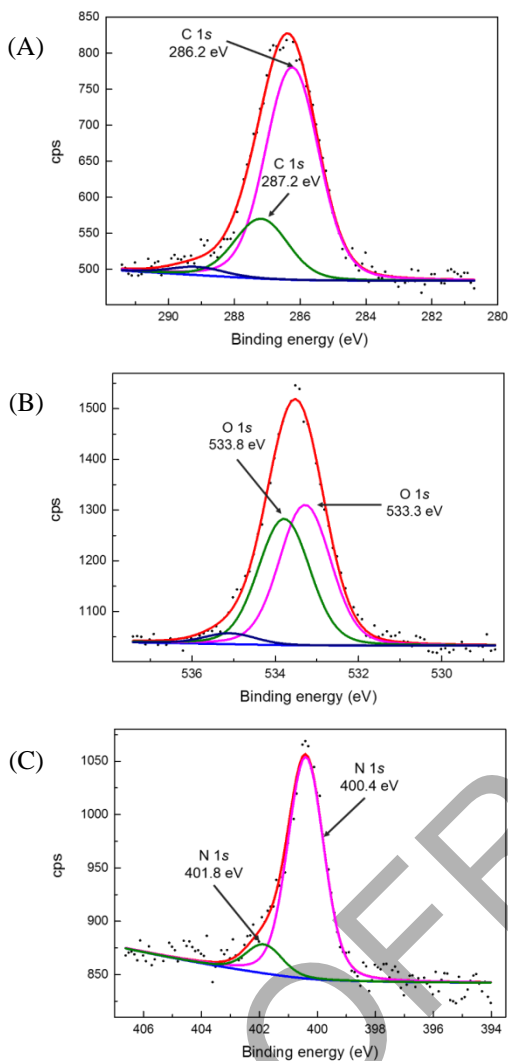 (A)
850
800
750
700
650
600
550
500
cps
C 1s
286.2 eV
C 1s
287.2 eV
290 288 286 284 282 280
Binding energy (eV)
(B)
1500
1400
1300
1200
1100
cps
O 1s
533.8 eV
O 1s
533.3 eV
536 534 532 530
Binding energy (eV)
(C)
1050
1000
950
900
850
cps
N 1s
400.4 eV
N 1s
401.8 eV
406 404 402 400 398 396 394
Binding energy (eV)
OFP